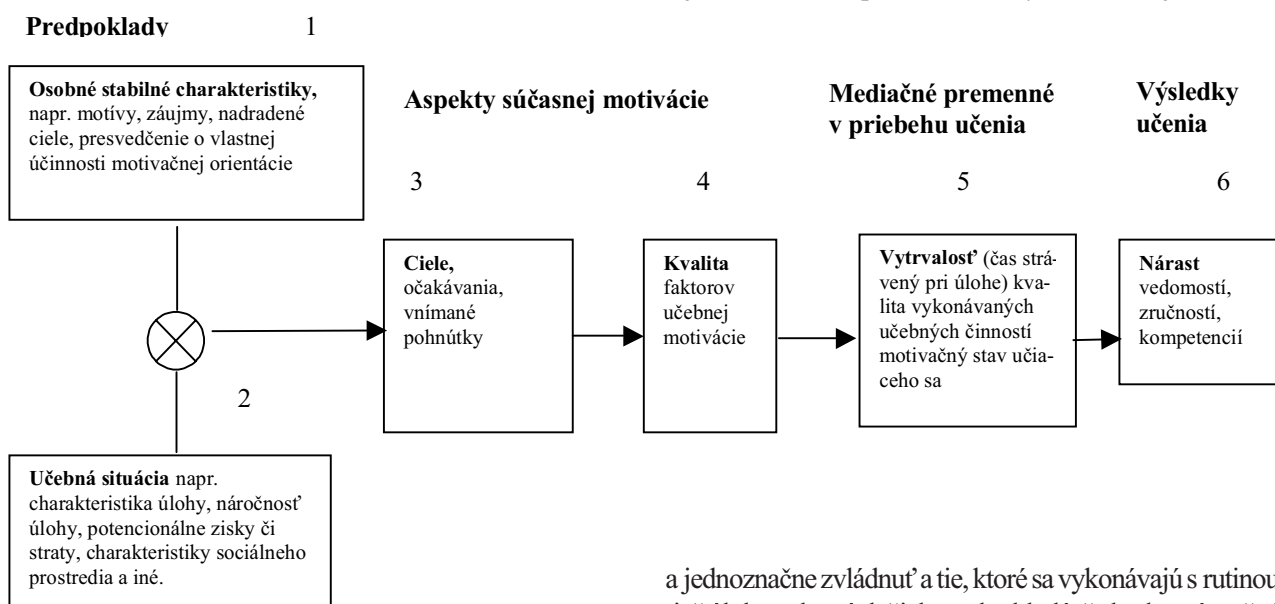 Predpoklady 1
Osobné stabilné charakteristiky,
napr. motívy, záujmy, nadradené
ciele, presvedčenie o vlastnej
účinnosti motivačnej orientácie
Aspekty súčasnej motivácie
Mediačné premenné
v priebehu učenia
Výsledky
učenia
3
4
5
6
Ciele,
očakávania,
vnímané
pohnútky
Kvalita
faktorov
učebnej
motivácie
Vytrvalosť (čas strá-
vený pri úlohe) kva-
lita vykonávaných
učebných činností
motivačný stav učia-
ceho sa
Nárast
vedomostí,
zručností,
kompetencií
2
Učebná situácia napr.
charakteristika úlohy, náročnosť
úlohy, potencionálne zisky či
straty, charakteristiky sociálneho
prostredia a iné.
a jednoznačne zvládnuť a tie, ktoré sa vykonávajú s rutinou